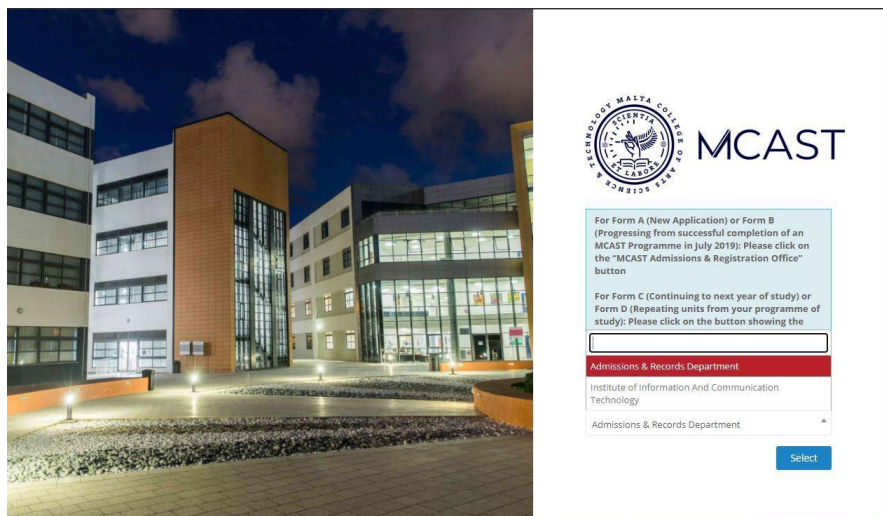 MALTA COLLEGE OF ARTS SCIENCE & TECHNOLOGY
SCIENTIA
ET LABORE
MCAST
For Form A (New Application) or Form B
(Progressing from successful completion of an
MCAST Programme in July 2019): Please click on
the "MCAST Admissions & Registration Office"
button
For Form C (Continuing to next year of study) or
Form D (Repeating units from your programme of
study): Please click on the button showing the
Admissions & Records Department
Institute of Information And Communication
Technology
Admissions & Records Department
Select